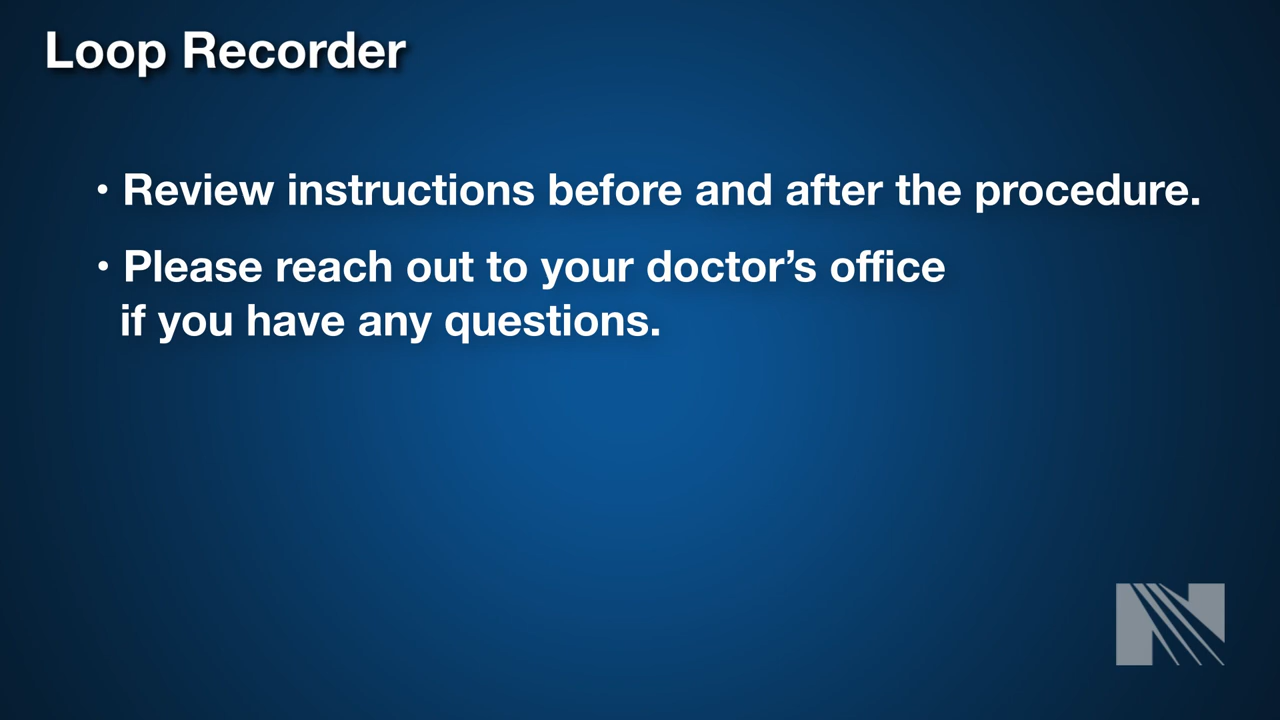 Loop Recorder
• Review instructions before and after the procedure.
• Please reach out to your doctor’s office
if you have any questions.